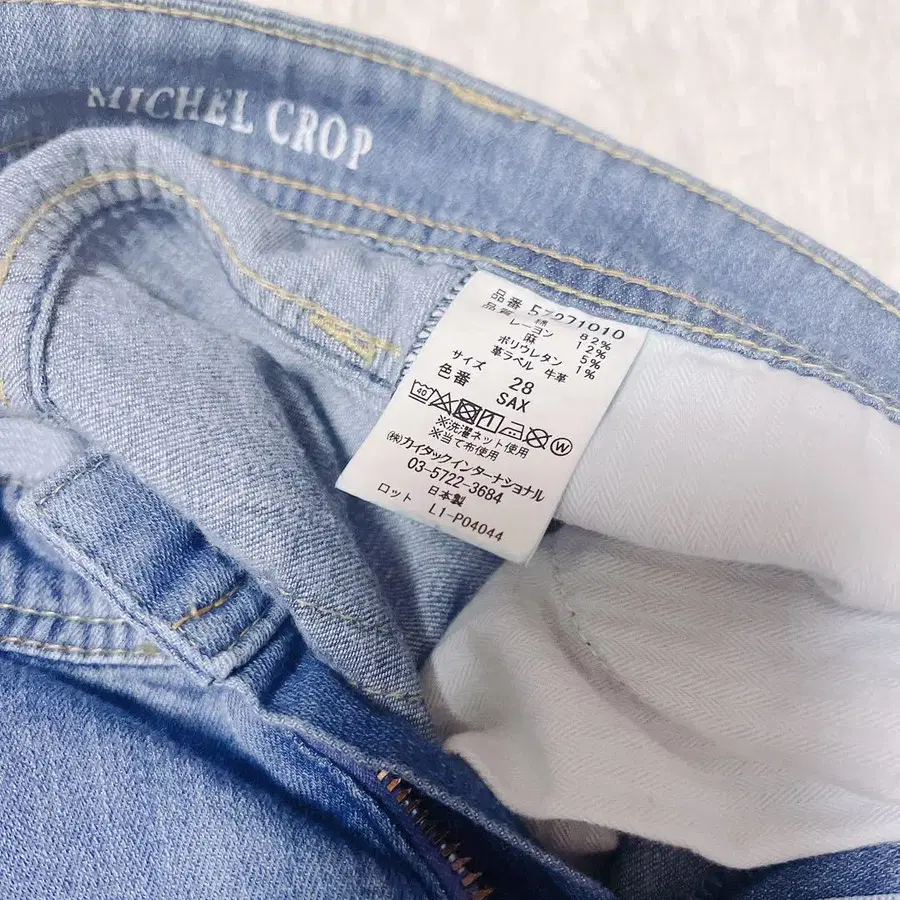 MICHEL CROP
品番 57271010
品質 綿 82%
レーヨン 12%
麻 5%
ポリウレタン 1%
革ラベル 牛革
サイズ 28
色番 SAX
40 W
※洗濯ネット使用
※当て布使用
㈱カイタックインターナショナル
03-5722-3684
日本製
ロット L1-P04044